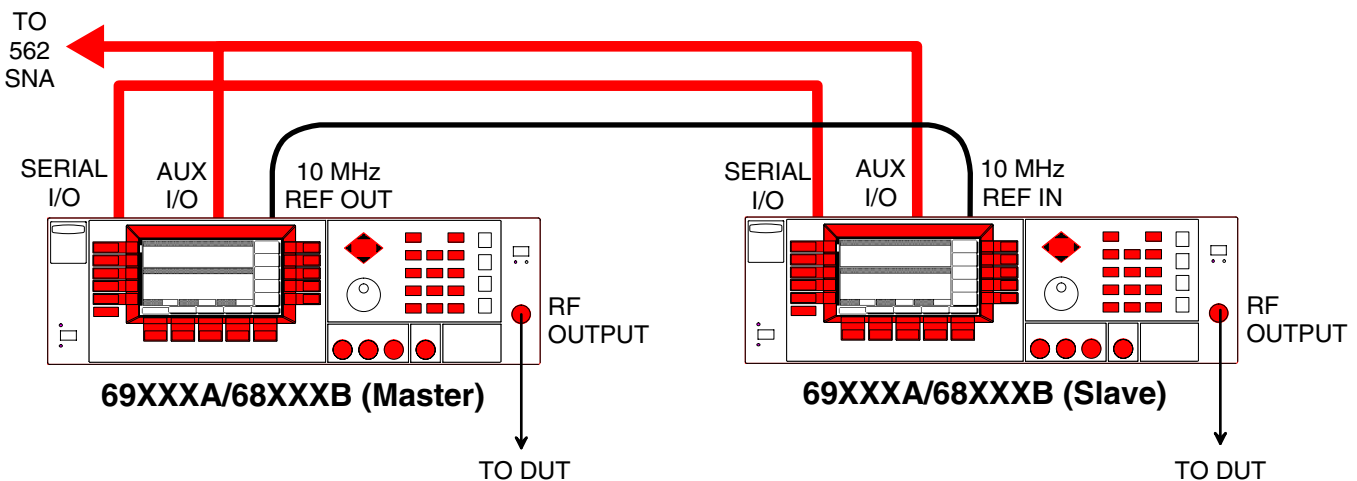 TO
562
SNA
SERIAL
I/O
AUX
I/O
10 MHz
REF OUT
SERIAL
I/O
AUX
I/O
10 MHz
REF IN
RF
OUTPUT
RF
OUTPUT
69XXXA/68XXXB (Master)
69XXXA/68XXXB (Slave)
TO DUT
TO DUT